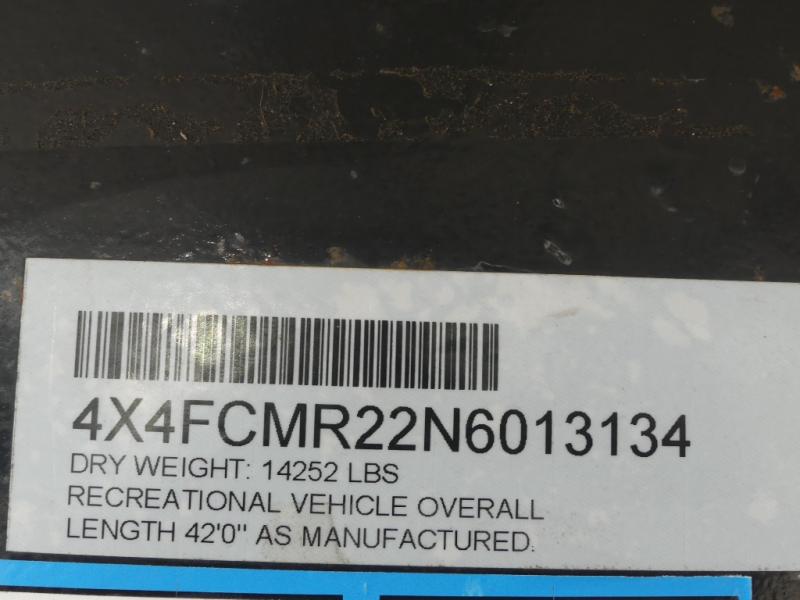 4X4FCMR22N6013134
DRY WEIGHT: 14252 LBS
RECREATIONAL VEHICLE OVERALL
LENGTH 42'0" AS MANUFACTURED.